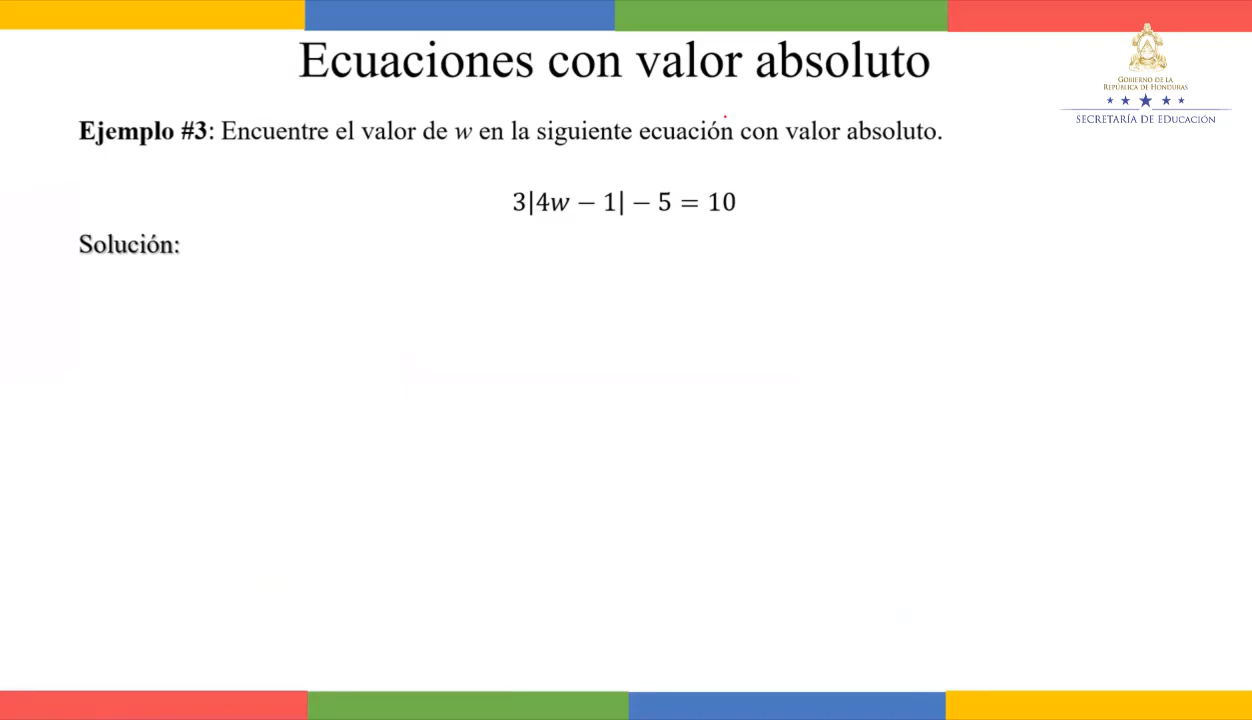 Ecuaciones con valor absoluto
GOBIERNO DE LA
REPÚBLICA DE HONDURAS
SECRETARÍA DE EDUCACIÓN
Ejemplo #3: Encuentre el valor de w en la siguiente ecuación con valor absoluto.
3|4w − 1| − 5 = 10
Solución: